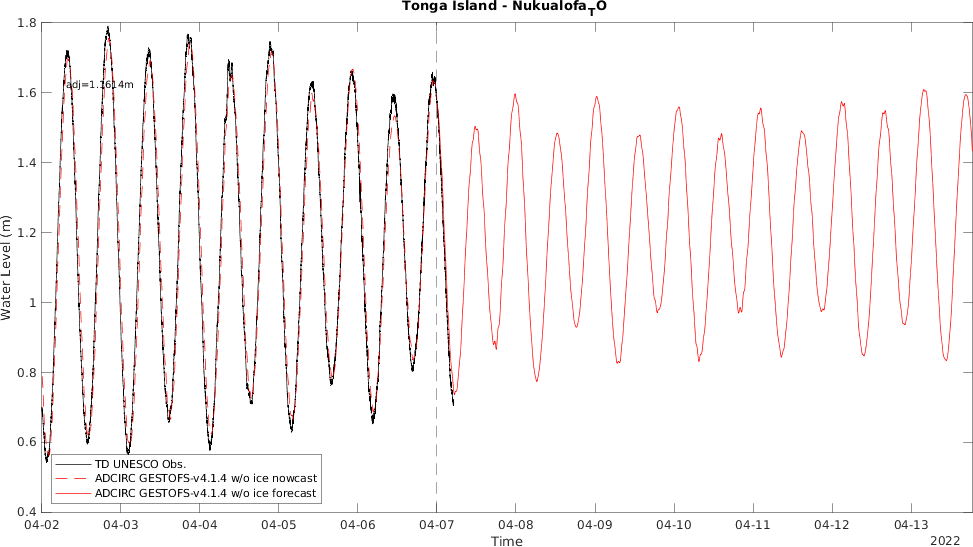 Tonga Island - Nukualofa_TO
1.8
1.6
1.4
1.2
1
0.8
0.6
0.4
Water Level (m)
adj=1.1614m
TD UNESCO Obs.
ADCIRC GESTOFS-v4.1.4 w/o ice nowcast
ADCIRC GESTOFS-v4.1.4 w/o ice forecast
04-02 04-03 04-04 04-05 04-06 04-07 04-08 04-09 04-10 04-11 04-12 04-13
Time
2022